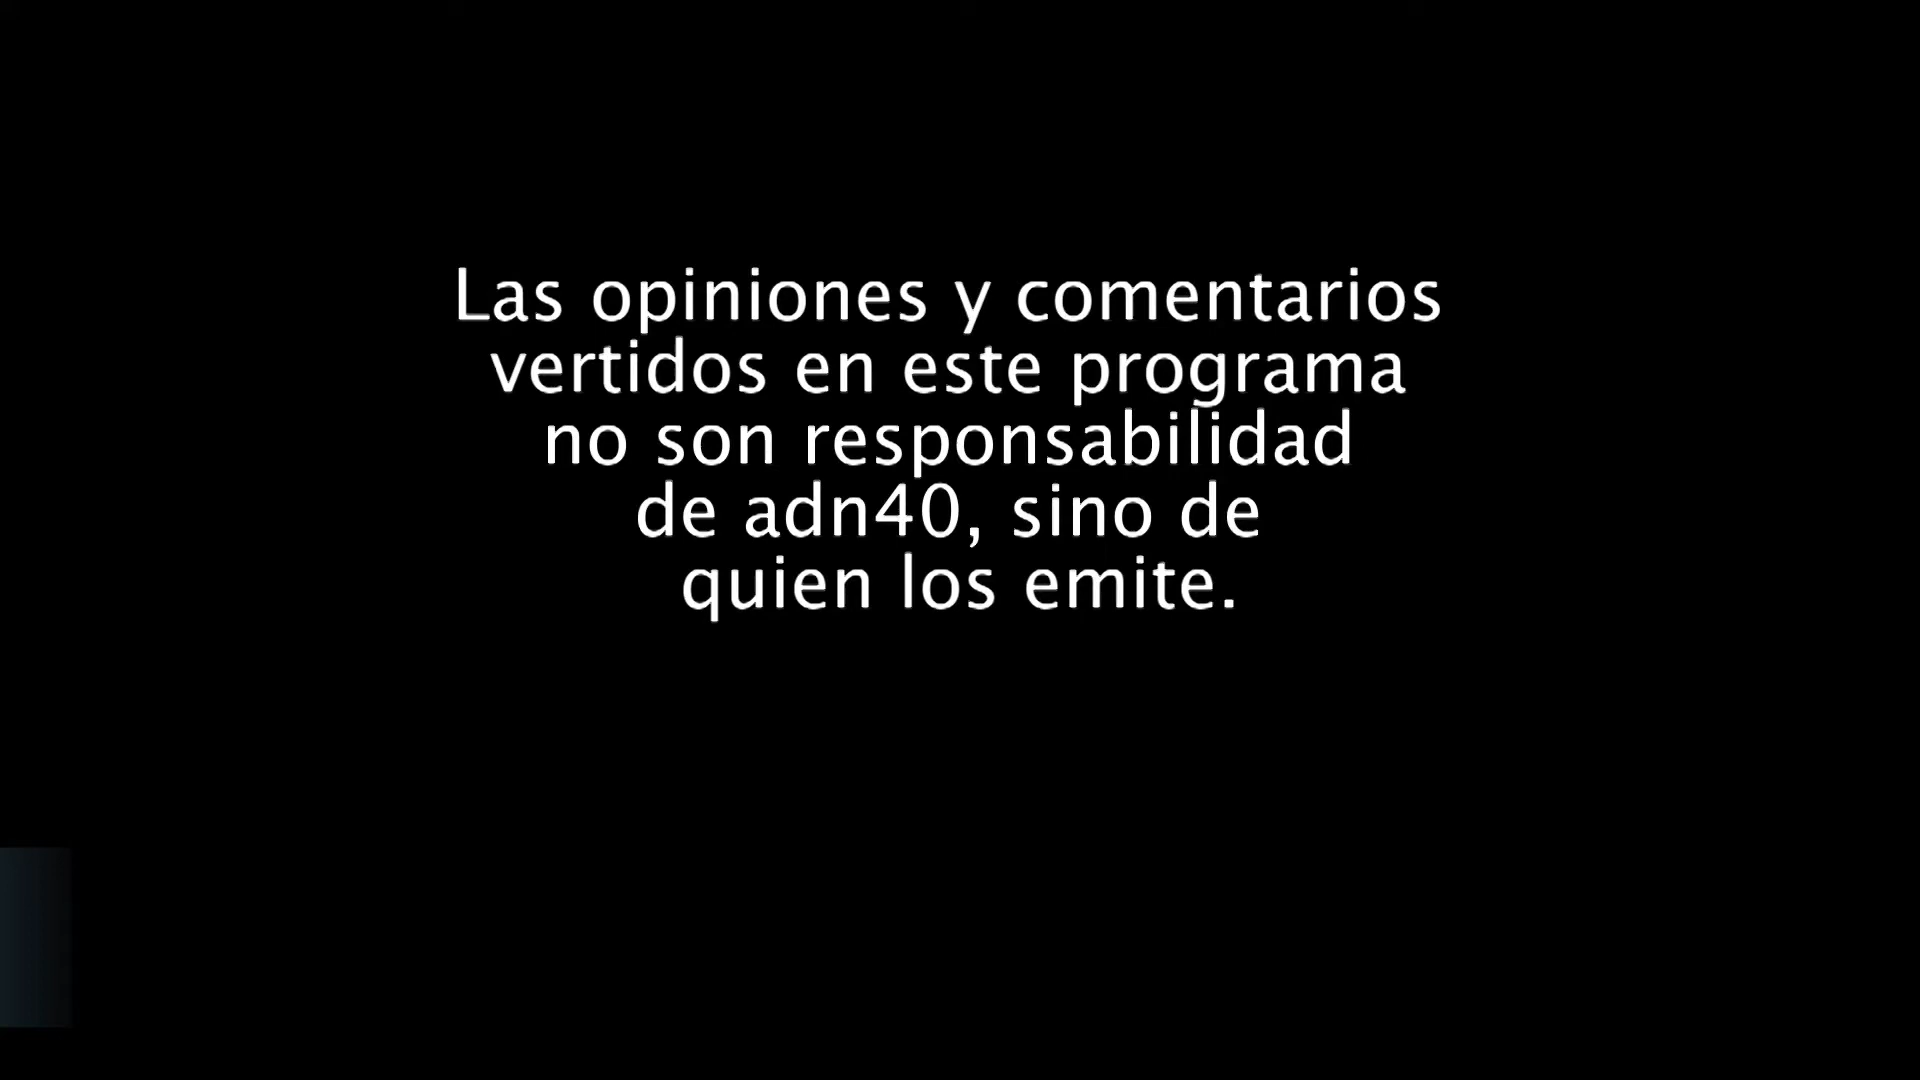 Las opiniones y comentarios
vertidos en este programa
no son responsabilidad
de adn40, sino de
quien los emite.